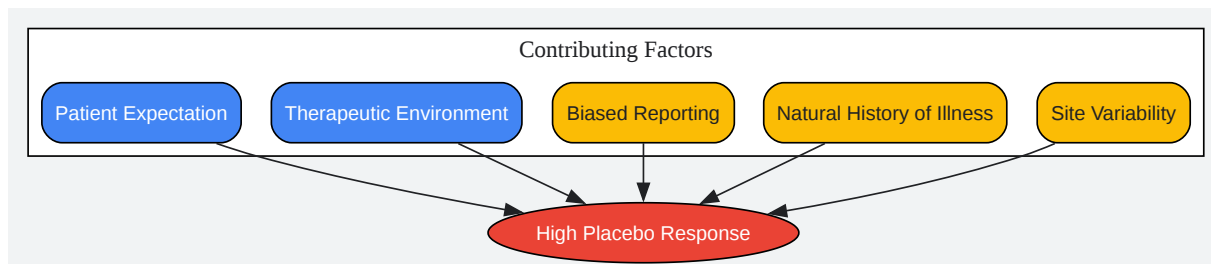 Contributing Factors
Patient Expectation
Therapeutic Environment
Biased Reporting
Natural History of Illness
Site Variability
High Placebo Response